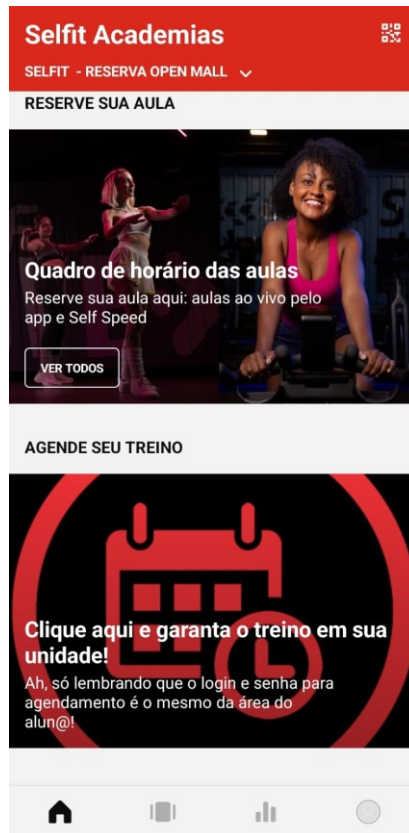 Selfit Academias
SELFIT - RESERVA OPEN MALL
RESERVE SUA AULA
Quadro de horário das aulas
Reserve sua aula aqui: aulas ao vivo pelo
app e Self Speed
VER TODOS
AGENDE SEU TREINO
Clique aqui e garanta o treino em sua
unidade!
Ah, só lembrando que o login e senha para
agendamento é o mesmo da área do
alun@!